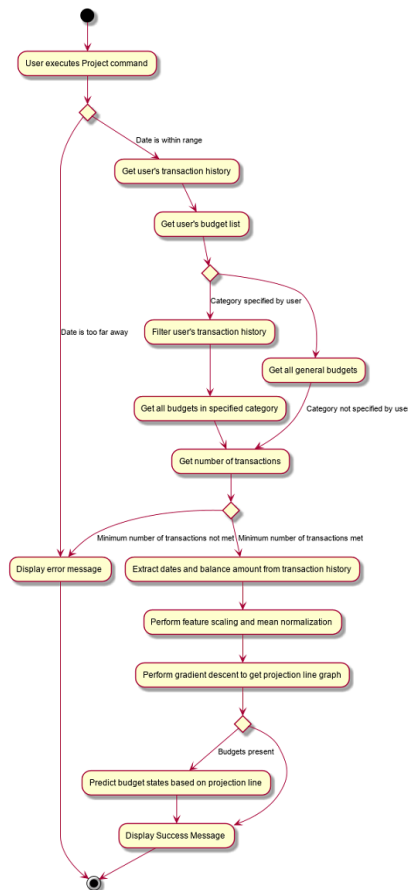 User executes Project command
Date is within range
Get user's transaction history
Get user's budget list
Category specified by user
Filter user's transaction history
Date is too far away
Get all general budgets
Get all budgets in specified category
Category not specified by user
Get number of transactions
Minimum number of transactions not met
Minimum number of transactions met
Display error message
Extract dates and balance amount from transaction history
Perform feature scaling and mean normalization
Perform gradient descent to get projection line graph
Budgets present
Predict budget states based on projection line
Display Success Message